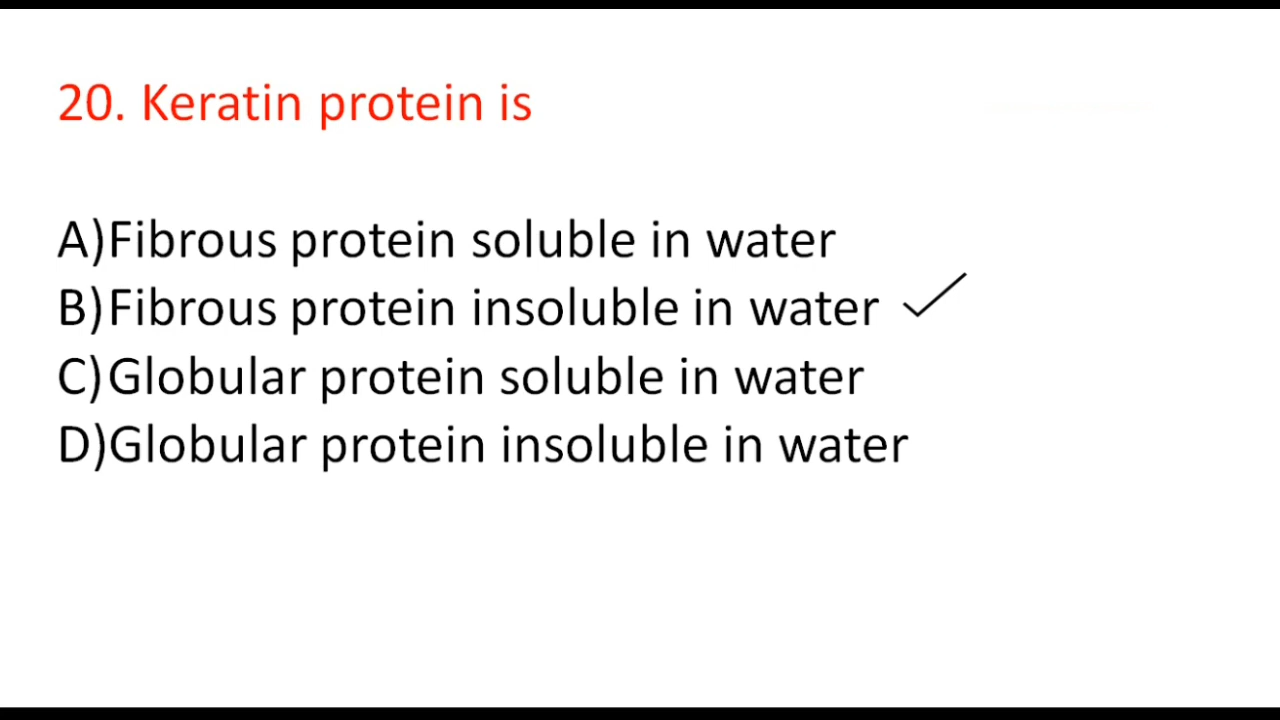 20. Keratin protein is
A)Fibrous protein soluble in water
B)Fibrous protein insoluble in water
C)Globular protein soluble in water
D)Globular protein insoluble in water